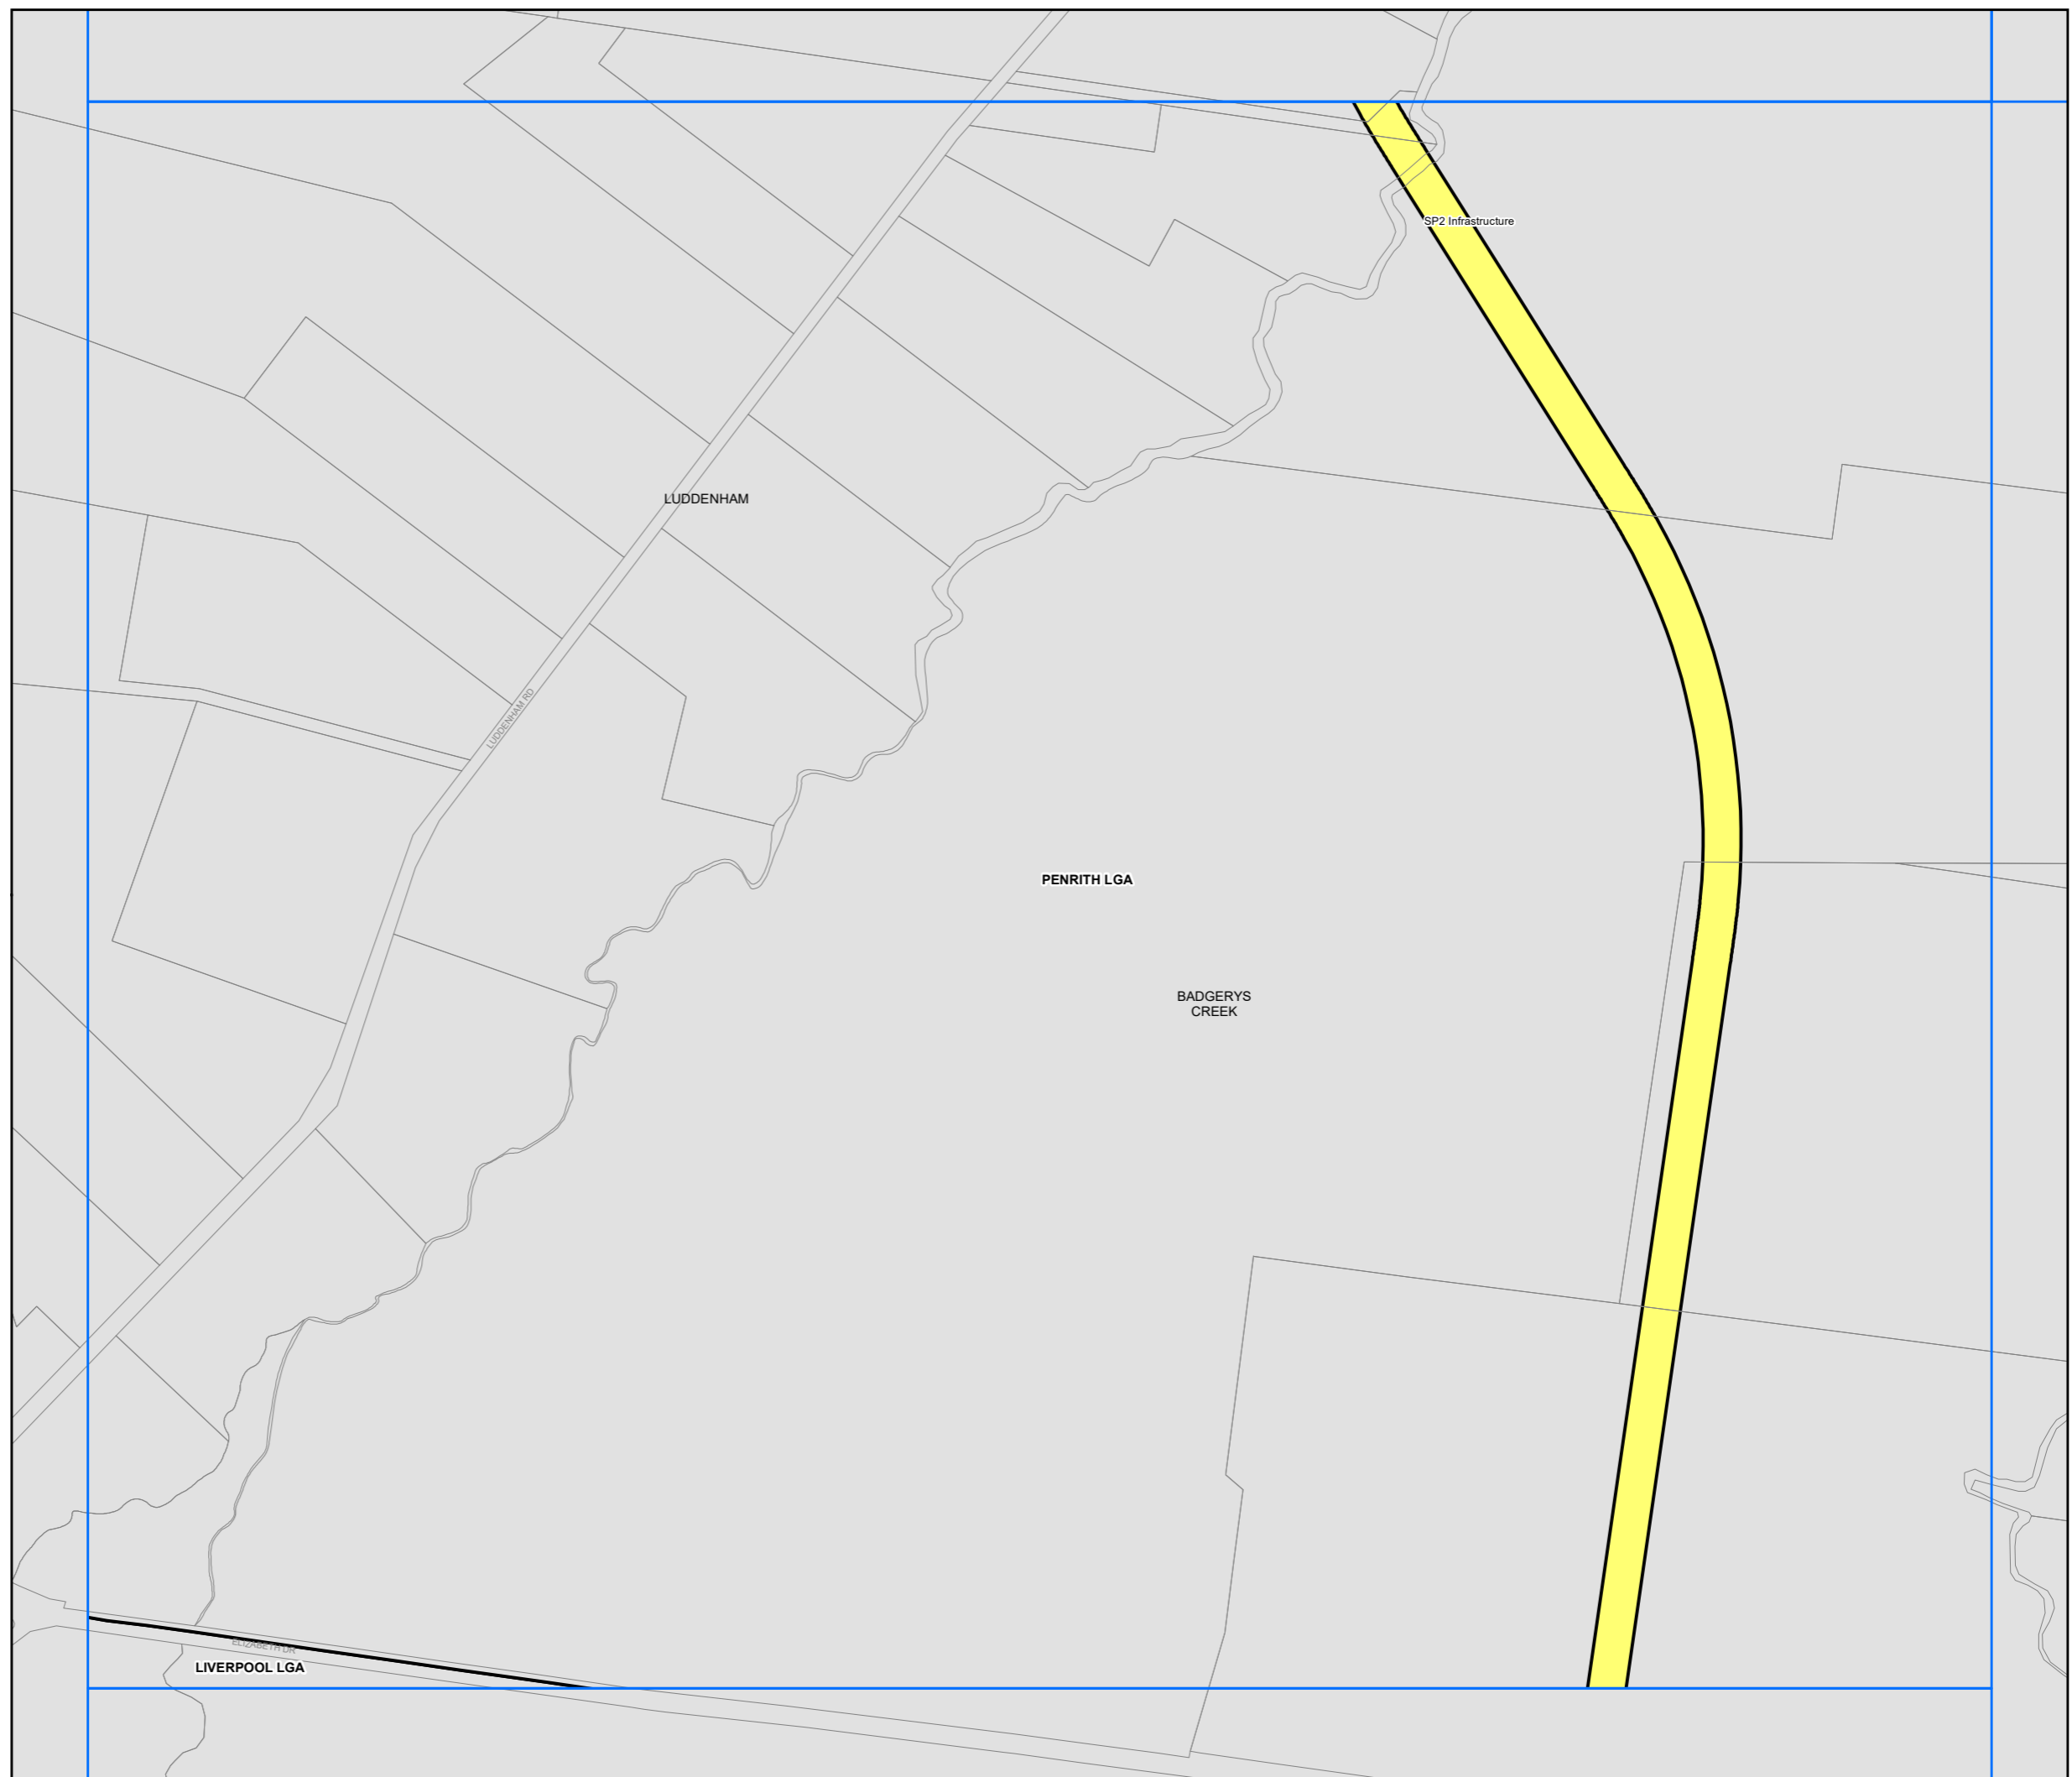 SP2 Infrastructure
LUDDENHAM
LUDDENHAM RD
PENRITH LGA
BADGERYS
CREEK
ELIZABETH DR
LIVERPOOL LGA